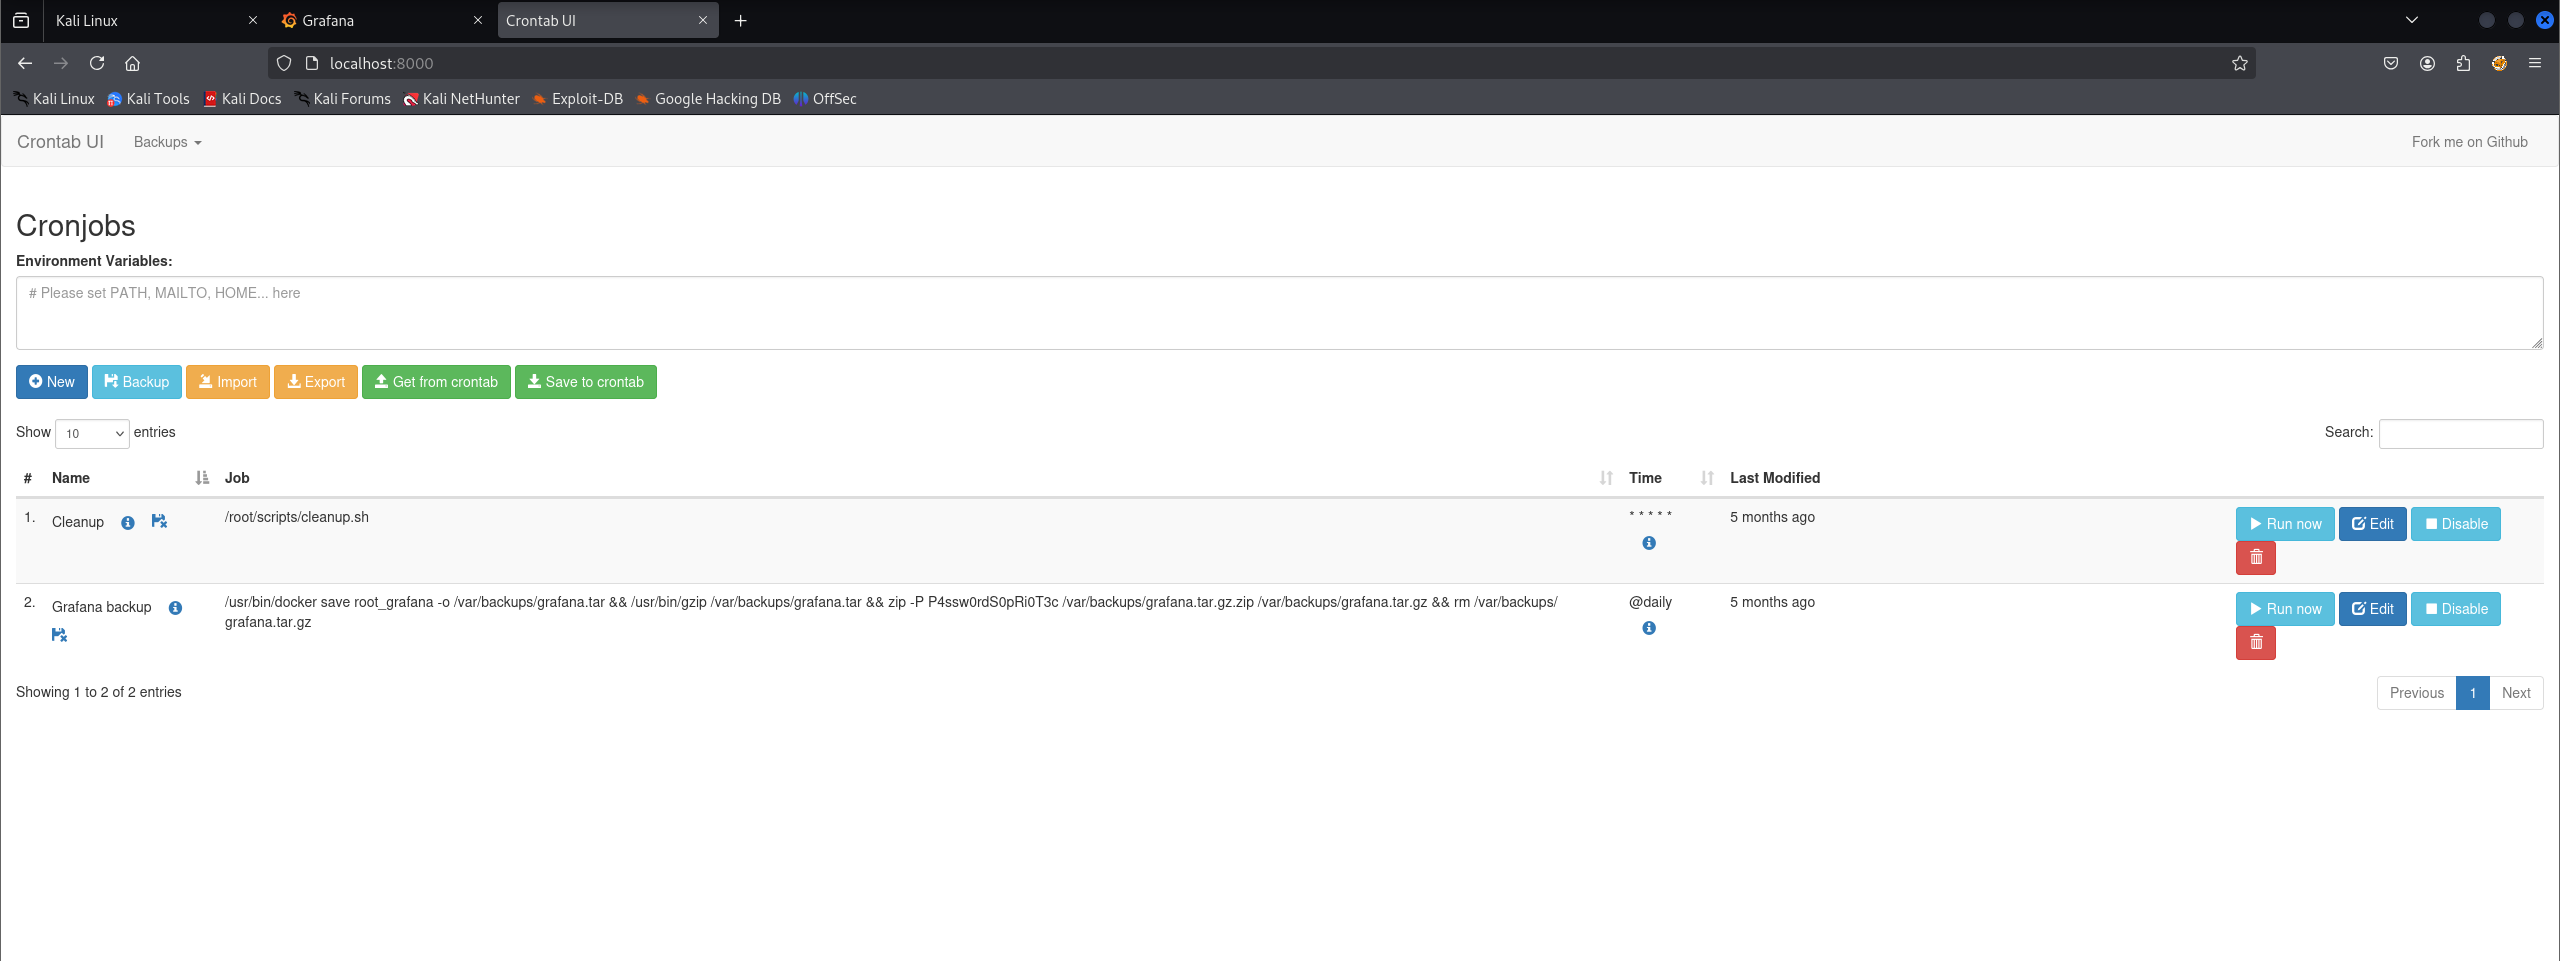 Kali Linux
Grafana
Crontab UI
localhost:8000
Kali Linux Kali Tools Kali Docs Kali Forums Kali NetHunter Exploit-DB Google Hacking DB OffSec
Crontab UI Backups Fork me on Github
Cronjobs
Environment Variables:
# Please set PATH, MAILTO, HOME... here
New Backup Import Export Get from crontab Save to crontab
Show 10 entries Search:
# Name Job Time Last Modified
1. Cleanup /root/scripts/cleanup.sh * * * * * 5 months ago Run now Edit Disable
2. Grafana backup /usr/bin/docker save root_grafana -o /var/backups/grafana.tar && /usr/bin/gzip /var/backups/grafana.tar && zip -P P4ssw0rdS0pRi0T3c /var/backups/grafana.tar.gz.zip /var/backups/grafana.tar.gz && rm /var/backups/ @daily 5 months ago Run now Edit Disable
grafana.tar.gz
Showing 1 to 2 of 2 entries Previous 1 Next